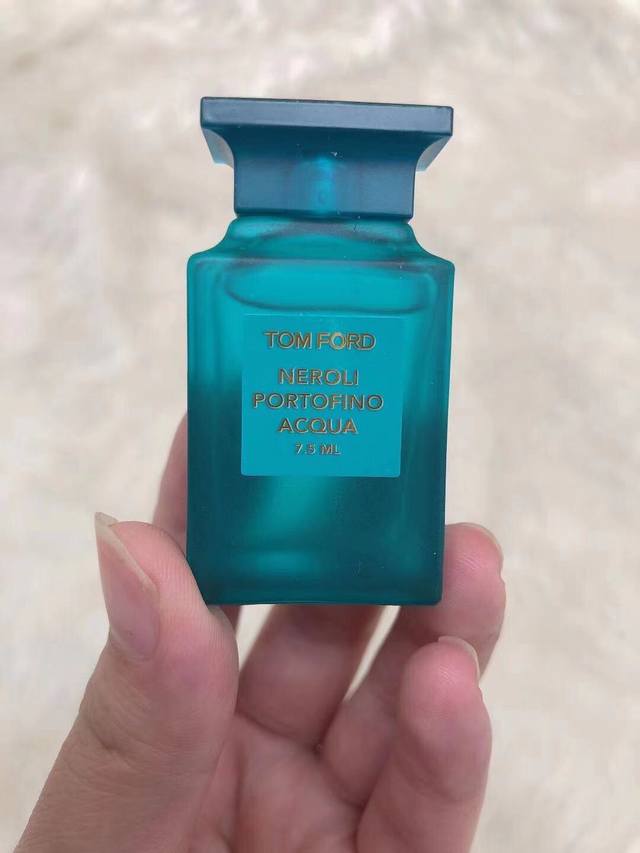 TOM FORD
NEROLI
PORTOFINO
ACQUA
7.5 ML